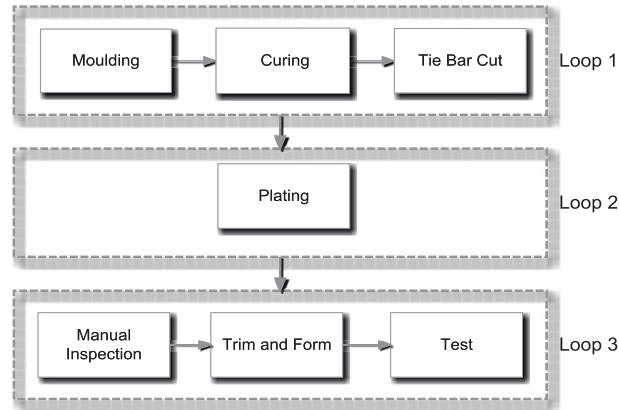 Moulding
Curing
Tie Bar Cut
Loop 1
Plating
Loop 2
Manual
Inspection
Trim and Form
Test
Loop 3